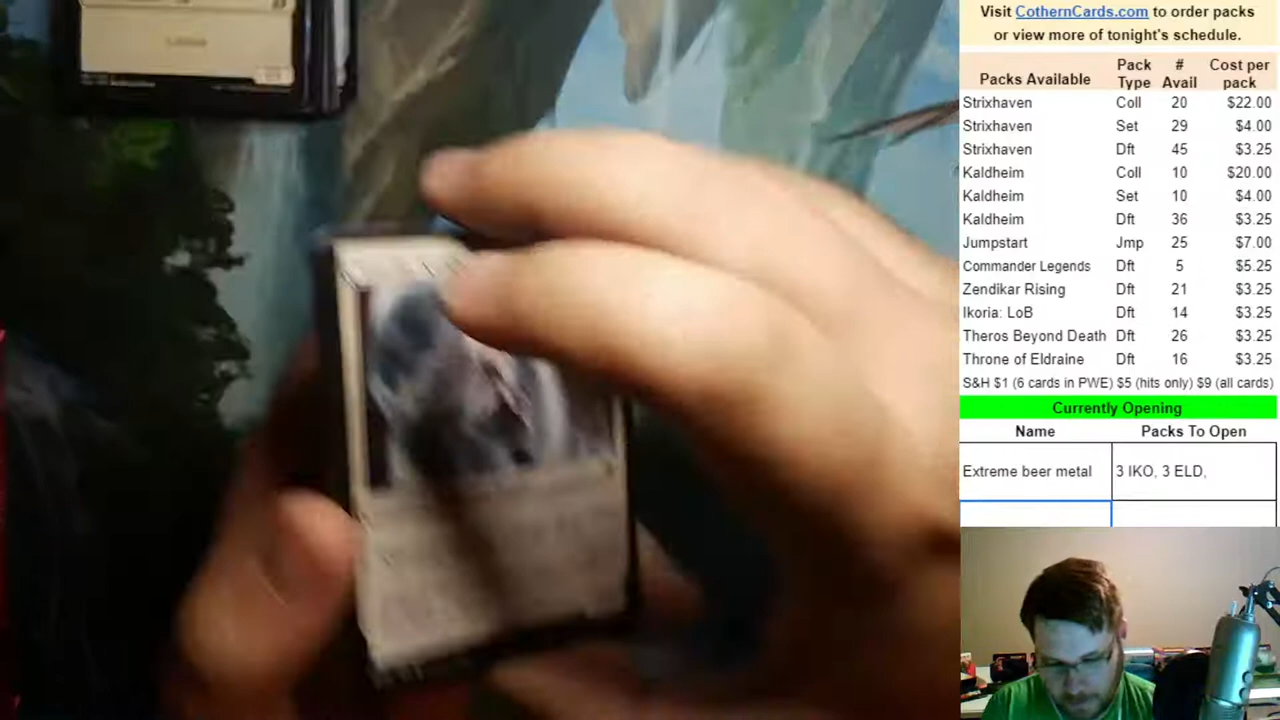 Visit CothernCards.com to order packs
or view more of tonight's schedule.
Packs Available Pack Type # Avail Cost per pack
Strixhaven Coll 20 $22.00
Strixhaven Set 29 $4.00
Strixhaven Dft 45 $3.25
Kaldheim Coll 10 $20.00
Kaldheim Set 10 $4.00
Kaldheim Dft 36 $3.25
Jumpstart Jmp 25 $7.00
Commander Legends Dft 5 $5.25
Zendikar Rising Dft 21 $3.25
Ikoria: LoB Dft 14 $3.25
Theros Beyond Death Dft 26 $3.25
Throne of Eldraine Dft 16 $3.25
S&H $1 (6 cards in PWE) $5 (hits only) $9 (all cards)
Currently Opening
Name Packs To Open
Extreme beer metal 3 IKO, 3 ELD,